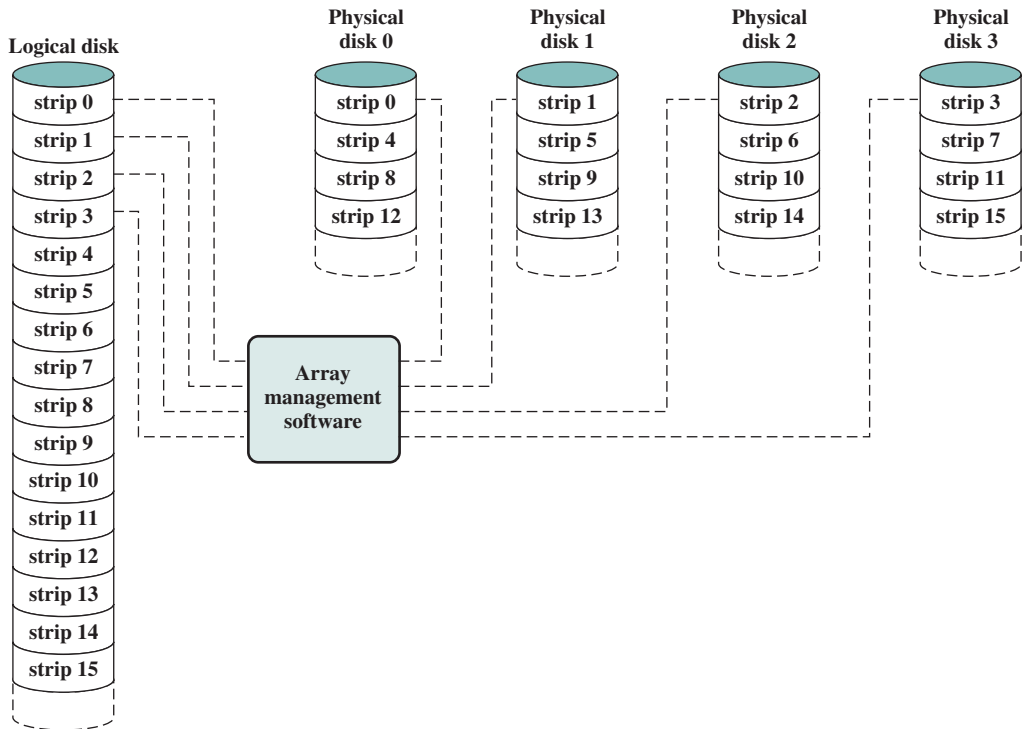 Logical disk
strip 0
strip 1
strip 2
strip 3
strip 4
strip 5
strip 6
strip 7
strip 8
strip 9
strip 10
strip 11
strip 12
strip 13
strip 14
strip 15
Physical
disk 0
strip 0
strip 4
strip 8
strip 12
Physical
disk 1
strip 1
strip 5
strip 9
strip 13
Physical
disk 2
strip 2
strip 6
strip 10
strip 14
Physical
disk 3
strip 3
strip 7
strip 11
strip 15
Array
management
software